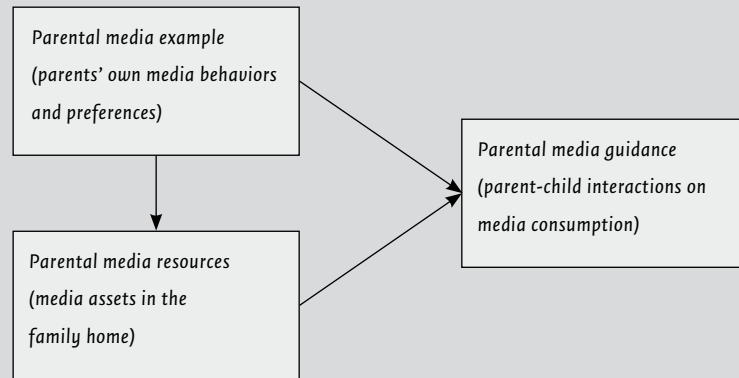 Parental media example
(parents’ own media behaviors
and preferences)
Parental media guidance
(parent-child interactions on
media consumption)
Parental media resources
(media assets in the
family home)